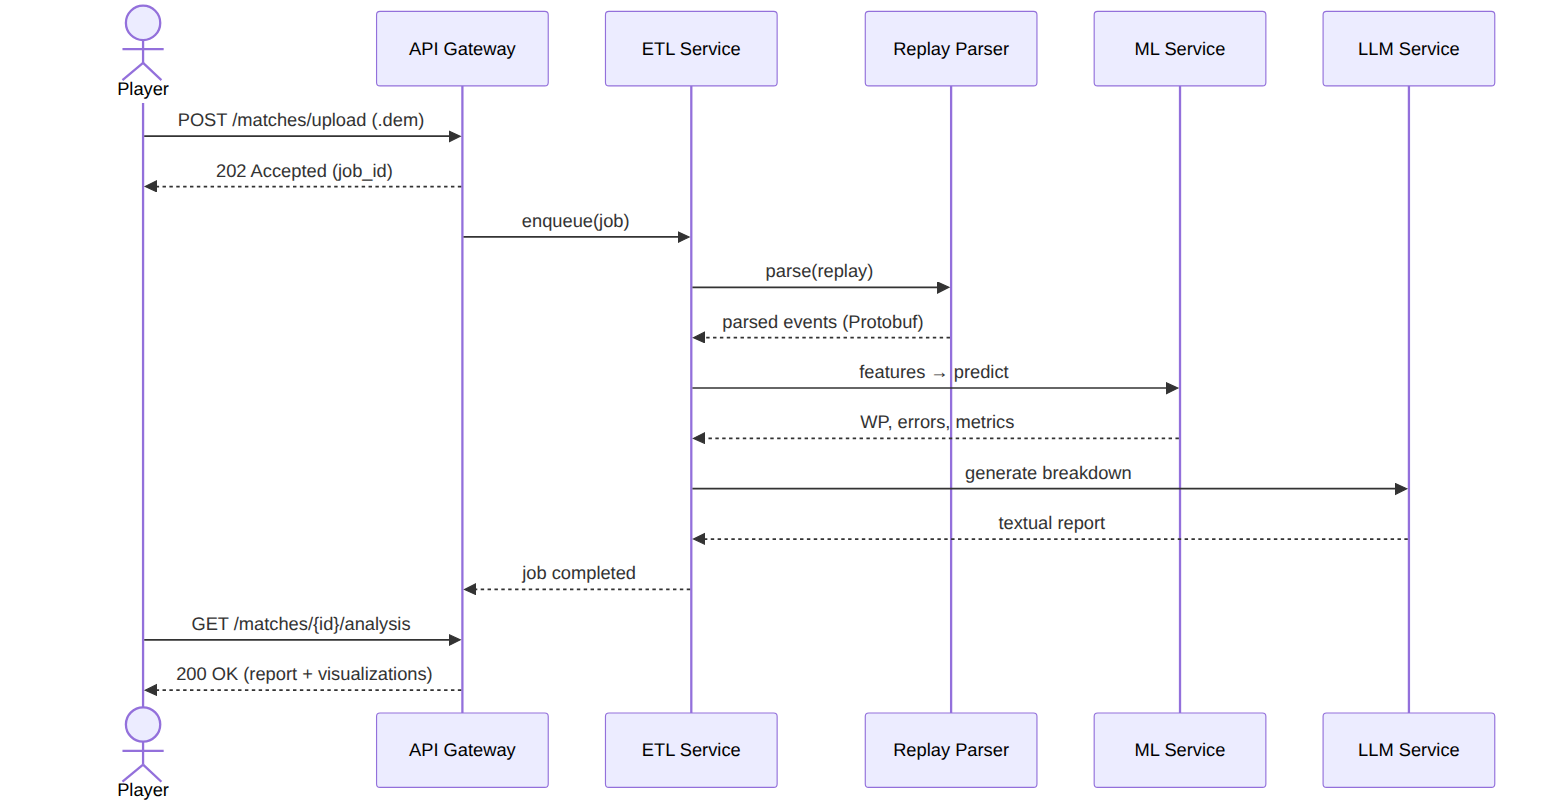 Player
API Gateway
ETL Service
Replay Parser
ML Service
LLM Service
POST /matches/upload (.dem)
202 Accepted (job_id)
enqueue(job)
parse(replay)
parsed events (Protobuf)
features → predict
WP, errors, metrics
generate breakdown
textual report
job completed
GET /matches/{id}/analysis
200 OK (report + visualizations)
Player
API Gateway
ETL Service
Replay Parser
ML Service
LLM Service